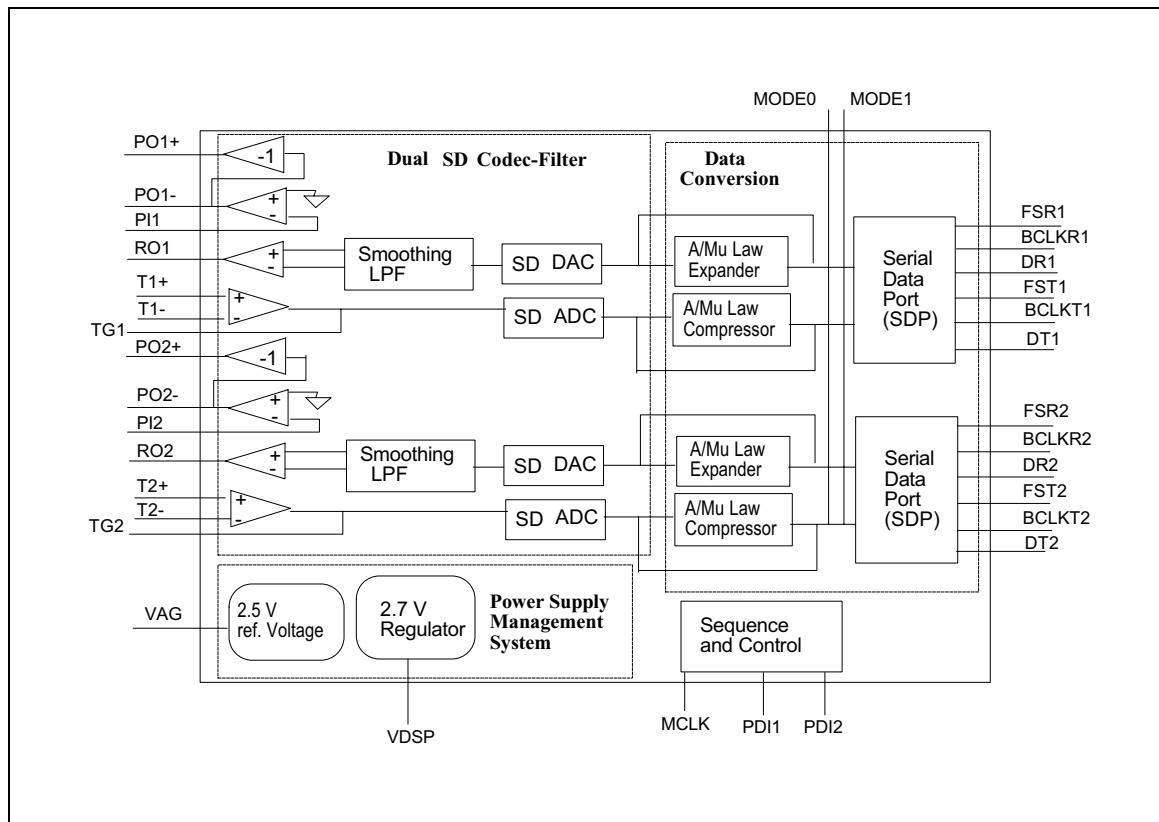 MODE0 MODE1
PO1+
-1
Dual SD Codec-Filter
Data
Conversion
PO1-
+
-
PI1
RO1
+
-
Smoothing
LPF
SD DAC
A/Mu Law
Expander
Serial
Data
Port
(SDP)
FSR1
BCLKR1
DR1
FST1
BCLKT1
DT1
T1+
+
T1-
-
TG1
SD ADC
A/Mu Law
Compressor
PO2+
-1
PO2-
+
-
PI2
RO2
+
-
Smoothing
LPF
SD DAC
A/Mu Law
Expander
Serial
Data
Port
(SDP)
FSR2
BCLKR2
DR2
FST2
BCLKT2
DT2
T2+
+
T2-
-
TG2
SD ADC
A/Mu Law
Compressor
VAG
2.5 V
ref. Voltage
2.7 V
Regulator
Power Supply
Management
System
Sequence
and Control
VDSP
MCLK
PDI1
PDI2